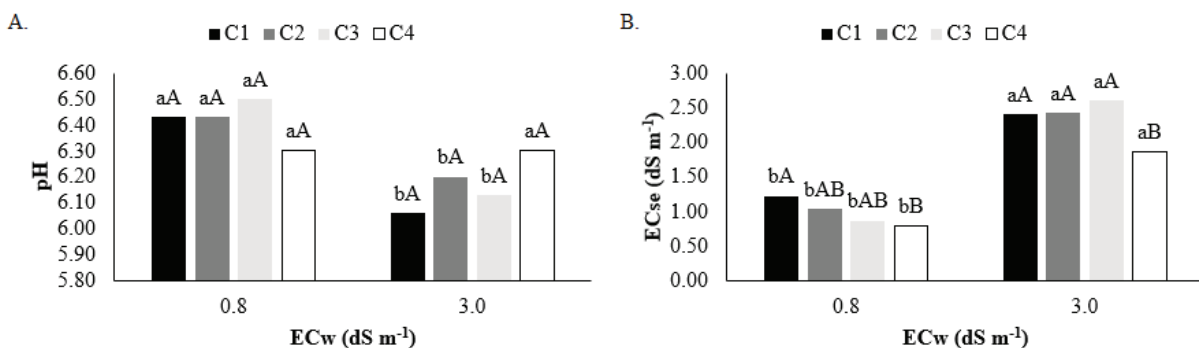 A.
C1 C2 C3 C4
6.60
6.50
6.40
6.30
6.20
6.10
6.00
5.90
5.80
pH
aA aA aA aA
bA bA bA aA
0.8 3.0
ECw (dS m⁻¹)
B.
C1 C2 C3 C4
3.00
2.50
2.00
1.50
1.00
0.50
0.00
ECse (dS m⁻¹)
bA bAB bAB bB
aA aA aA aB
0.8 3.0
ECw (dS m⁻¹)